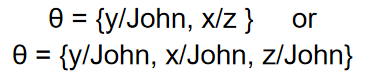 θ = {y/John, x/z } or
θ = {y/John, x/John, z/John}